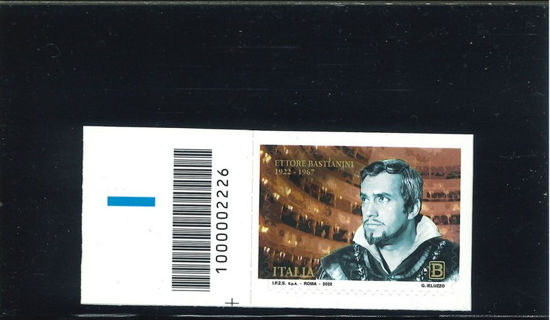 1000002226
ETTORE BASTIANINI
1922 - 1967
ITALIA
B
I.P.Z.S. S.p.A. - ROMA - 2022
G. IELUZZO